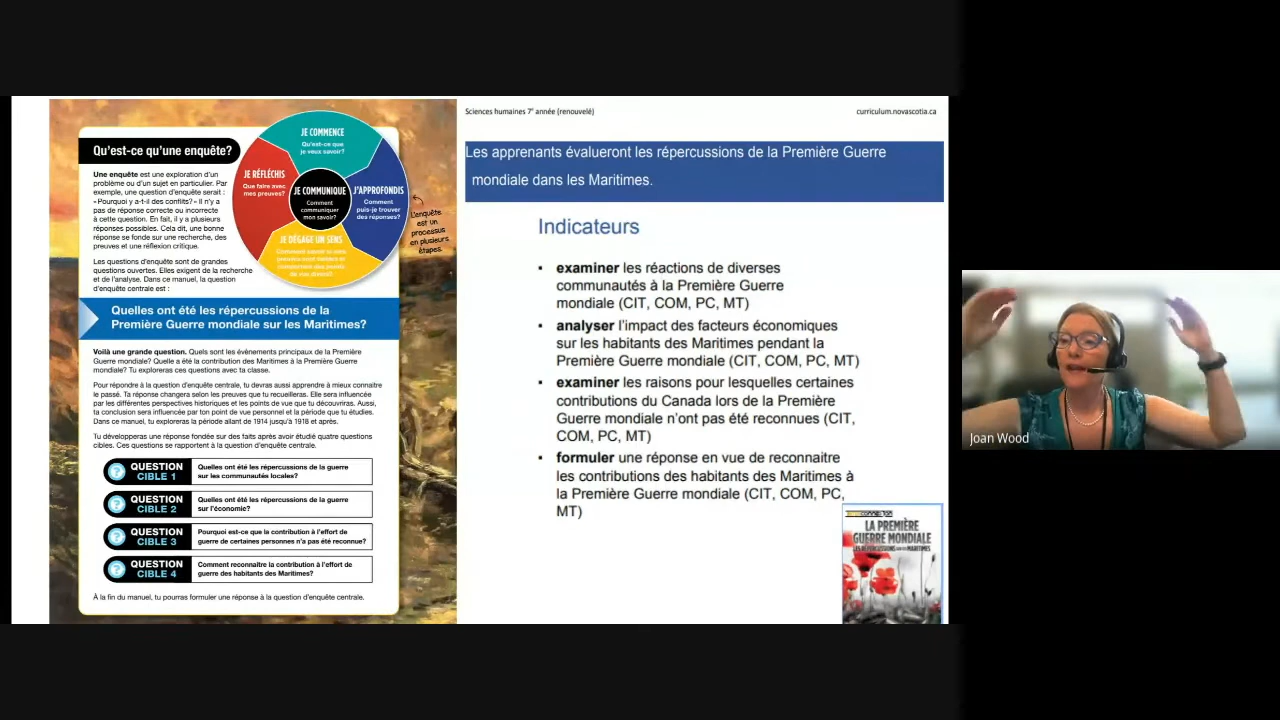 Qu'est-ce qu'une enquête?
Une enquête est une exploration d'un
problème ou d'un sujet en particulier. Par
exemple, une question d'enquête serait :
« Pourquoi y a-t-il des conflits? » Il n'y a
pas de réponse correcte ou incorrecte
à cette question. En fait, il y a plusieurs
réponses possibles. Cela dit, une bonne
réponse se fonde sur une recherche, des
preuves et une réflexion critique.
Les questions d'enquête sont de grandes
questions ouvertes. Elles exigent de la recherche
et de l'analyse. Dans ce manuel, la question
d'enquête centrale est :
JE COMMENCE
Qu'est-ce que
je veux savoir?
JE RÉFLÉCHIS
Que faire avec
mes preuves?
JE COMMUNIQUE
Comment
communiquer
mon savoir?
J'APPROFONDIS
Comment
puis-je trouver
des réponses?
JE DÉGAGE UN SENS
L'enquête
est un
processus
en plusieurs
étapes.
Quelles ont été les répercussions de la
Première Guerre mondiale sur les Maritimes?
Voilà une grande question. Quels sont les évènements principaux de la Première
Guerre mondiale? Quelle a été la contribution des Maritimes à la Première Guerre
mondiale? Tu exploreras ces questions avec ta classe.
Pour répondre à la question d'enquête centrale, tu devras aussi apprendre à mieux connaitre
le passé. Ta réponse changera selon les preuves que tu recueilleras. Elle sera influencée
par les différentes perspectives historiques et les points de vue que tu découvriras. Aussi,
ta conclusion sera influencée par ton point de vue personnel et la période que tu étudies.
Dans ce manuel, tu exploreras la période allant de 1914 jusqu'à 1918 et après.
Tu développeras une réponse fondée sur des faits après avoir étudié quatre questions
cibles. Ces questions se rapportent à la question d'enquête centrale.
QUESTION CIBLE 1
Quelles ont été les répercussions de la guerre
sur les communautés locales?
QUESTION CIBLE 2
Quelles ont été les répercussions de la guerre
sur l'économie?
QUESTION CIBLE 3
Pourquoi est-ce que la contribution à l'effort de
guerre de certaines personnes n'a pas été reconnue?
QUESTION CIBLE 4
Comment reconnaître la contribution à l'effort de
guerre des habitants des Maritimes?
À la fin du manuel, tu pourras formuler une réponse à la question d'enquête centrale.
Sciences humaines 7e année (renouvelé)
curriculum.novascotia.ca
Les apprenants évalueront les répercussions de la Première Guerre
mondiale dans les Maritimes.
Indicateurs
▪ examiner les réactions de diverses
communautés à la Première Guerre
mondiale (CIT, COM, PC, MT)
▪ analyser l'impact des facteurs économiques
sur les habitants des Maritimes pendant la
Première Guerre mondiale (CIT, COM, PC, MT)
▪ examiner les raisons pour lesquelles certaines
contributions du Canada lors de la Première
Guerre mondiale n'ont pas été reconnues (CIT,
COM, PC, MT)
▪ formuler une réponse en vue de reconnaitre
les contributions des habitants des Maritimes à
la Première Guerre mondiale (CIT, COM, PC,
MT)
LA PREMIÈRE
GUERRE MONDIALE
LES RÉPERCUSSIONS SUR LES MARITIMES
Joan Wood